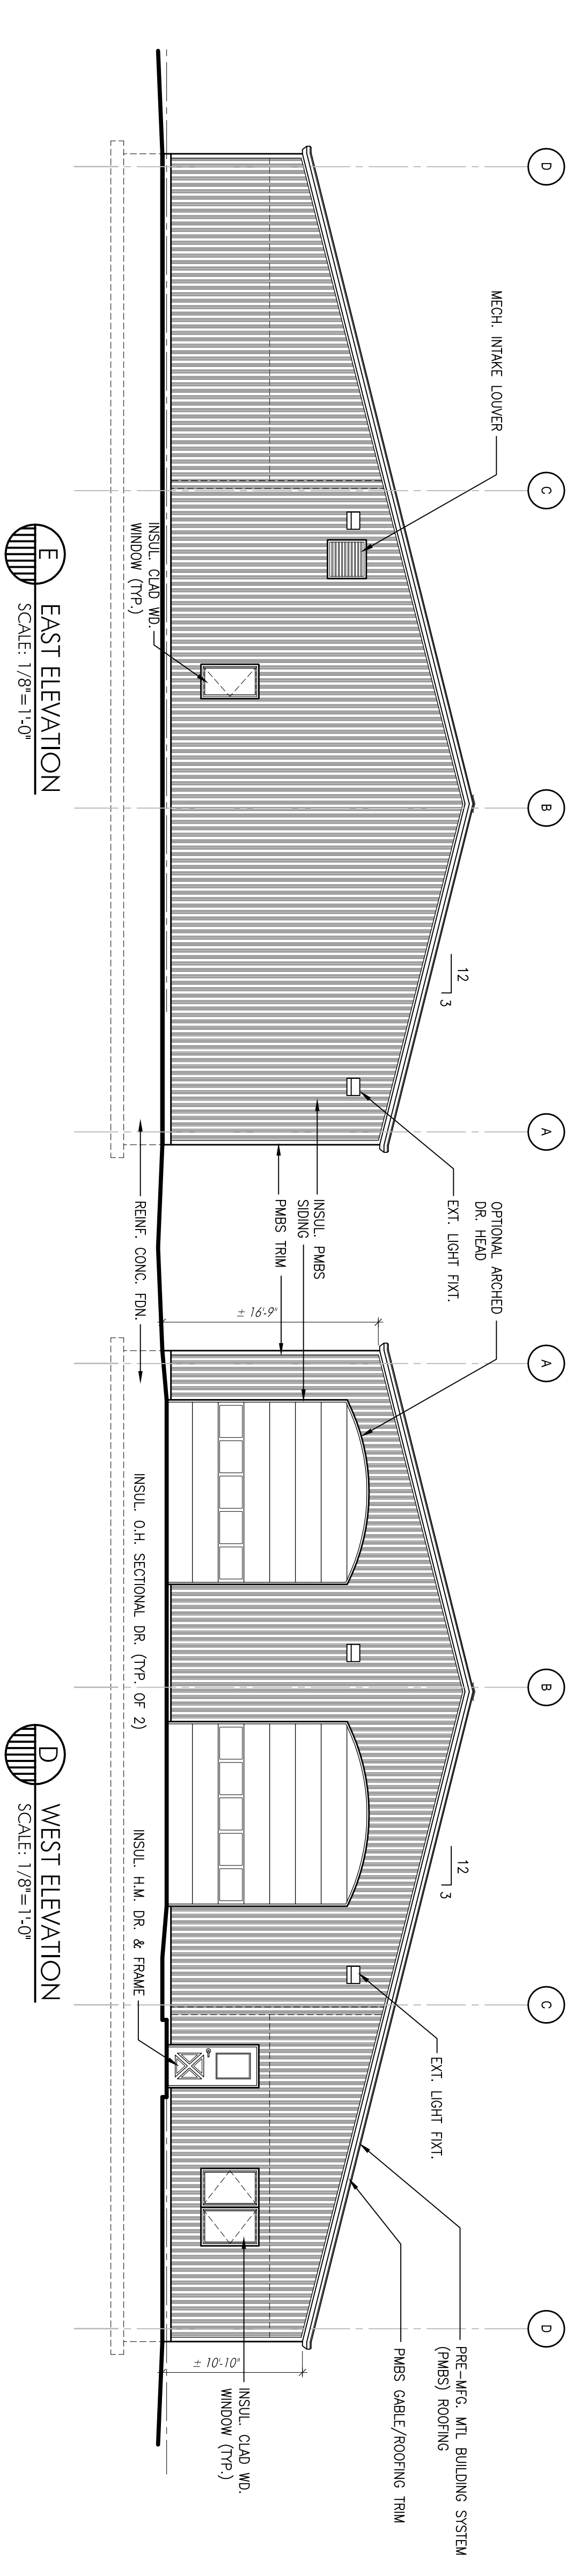 D
C
B
A
MECH. INTAKE LOUVER
INSUL. CLAD WD.
WINDOW (TYP.)
12
3
EXT. LIGHT FIXT.
E
EAST ELEVATION
SCALE: 1/8"=1'-0"
OPTIONAL ARCHED
DR. HEAD
INSUL. PMBS
SIDING
PMBS TRIM
REINF. CONC. FDN.
± 16'-9"
A
B
C
D
12
3
EXT. LIGHT FIXT.
PRE-MFG. MTL BUILDING SYSTEM
(PMBS) ROOFING
PMBS GABLE/ROOFING TRIM
INSUL. CLAD WD.
WINDOW (TYP.)
± 10'-10"
INSUL. O.H. SECTIONAL DR. (TYP. OF 2)
INSUL. H.M. DR. & FRAME
D
WEST ELEVATION
SCALE: 1/8"=1'-0"